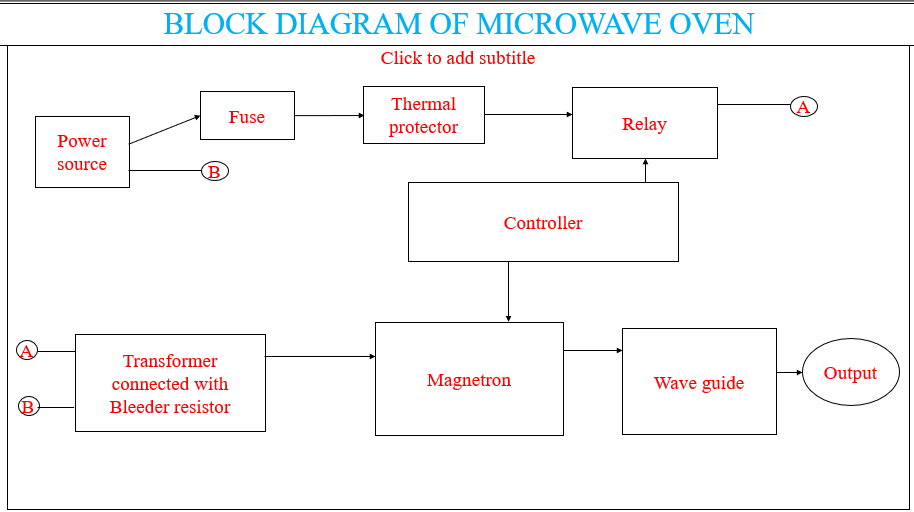 BLOCK DIAGRAM OF MICROWAVE OVEN
Click to add subtitle
Power
source
Fuse
Thermal
protector
Relay
A
B
Controller
A
B
Transformer
connected with
Bleeder resistor
Magnetron
Wave guide
Output